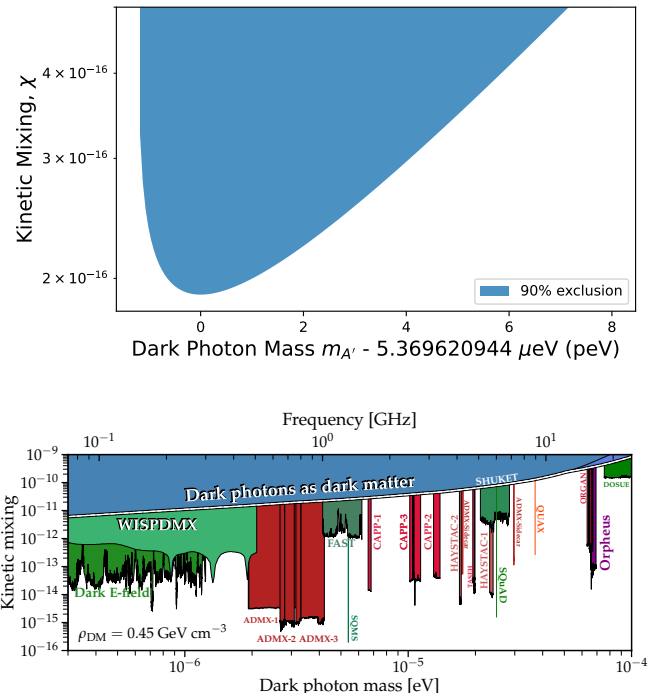 Kinetic Mixing, χ
4 × 10⁻¹⁶
3 × 10⁻¹⁶
2 × 10⁻¹⁶
90% exclusion
0 2 4 6 8
Dark Photon Mass m_A′ - 5.369620944 μeV (peV)
Frequency [GHz]
10⁻¹ 10⁰ 10¹
Kinetic mixing
10⁻⁹
10⁻¹⁰
10⁻¹¹
10⁻¹²
10⁻¹³
10⁻¹⁴
10⁻¹⁵
10⁻¹⁶
Dark photons as dark matter
WISPDMX
Dark E-field
ADMX-1
ADMX-2 ADMX-3
FAST
SQMS
CAPP-1
CAPP-3
CAPP-2
HAYSTAC-2
ADMX-Sidecar
TASEH
HAYSTAC-1
SHUKET
SQuAD
ADMX-Sidecar
QUAX
ORGAN
Orpheus
DOSUE
ρ_DM = 0.45 GeV cm⁻³
10⁻⁶ 10⁻⁵ 10⁻⁴
Dark photon mass [eV]